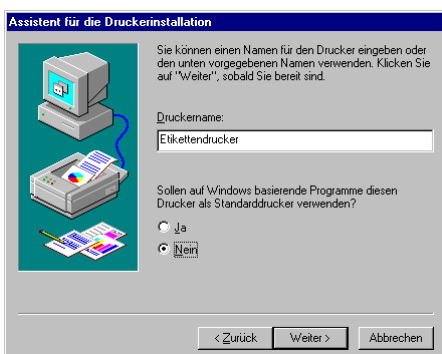 Assistent für die Druckerinstallation
Sie können einen Namen für den Drucker eingeben oder
den unten vorgegebenen Namen verwenden. Klicken Sie
auf "Weiter", sobald Sie bereit sind.
Druckername:
Etikettendrucker
Sollen auf Windows basierende Programme diesen
Drucker als Standarddrucker verwenden?
Ja
Nein
< Zurück
Weiter >
Abbrechen